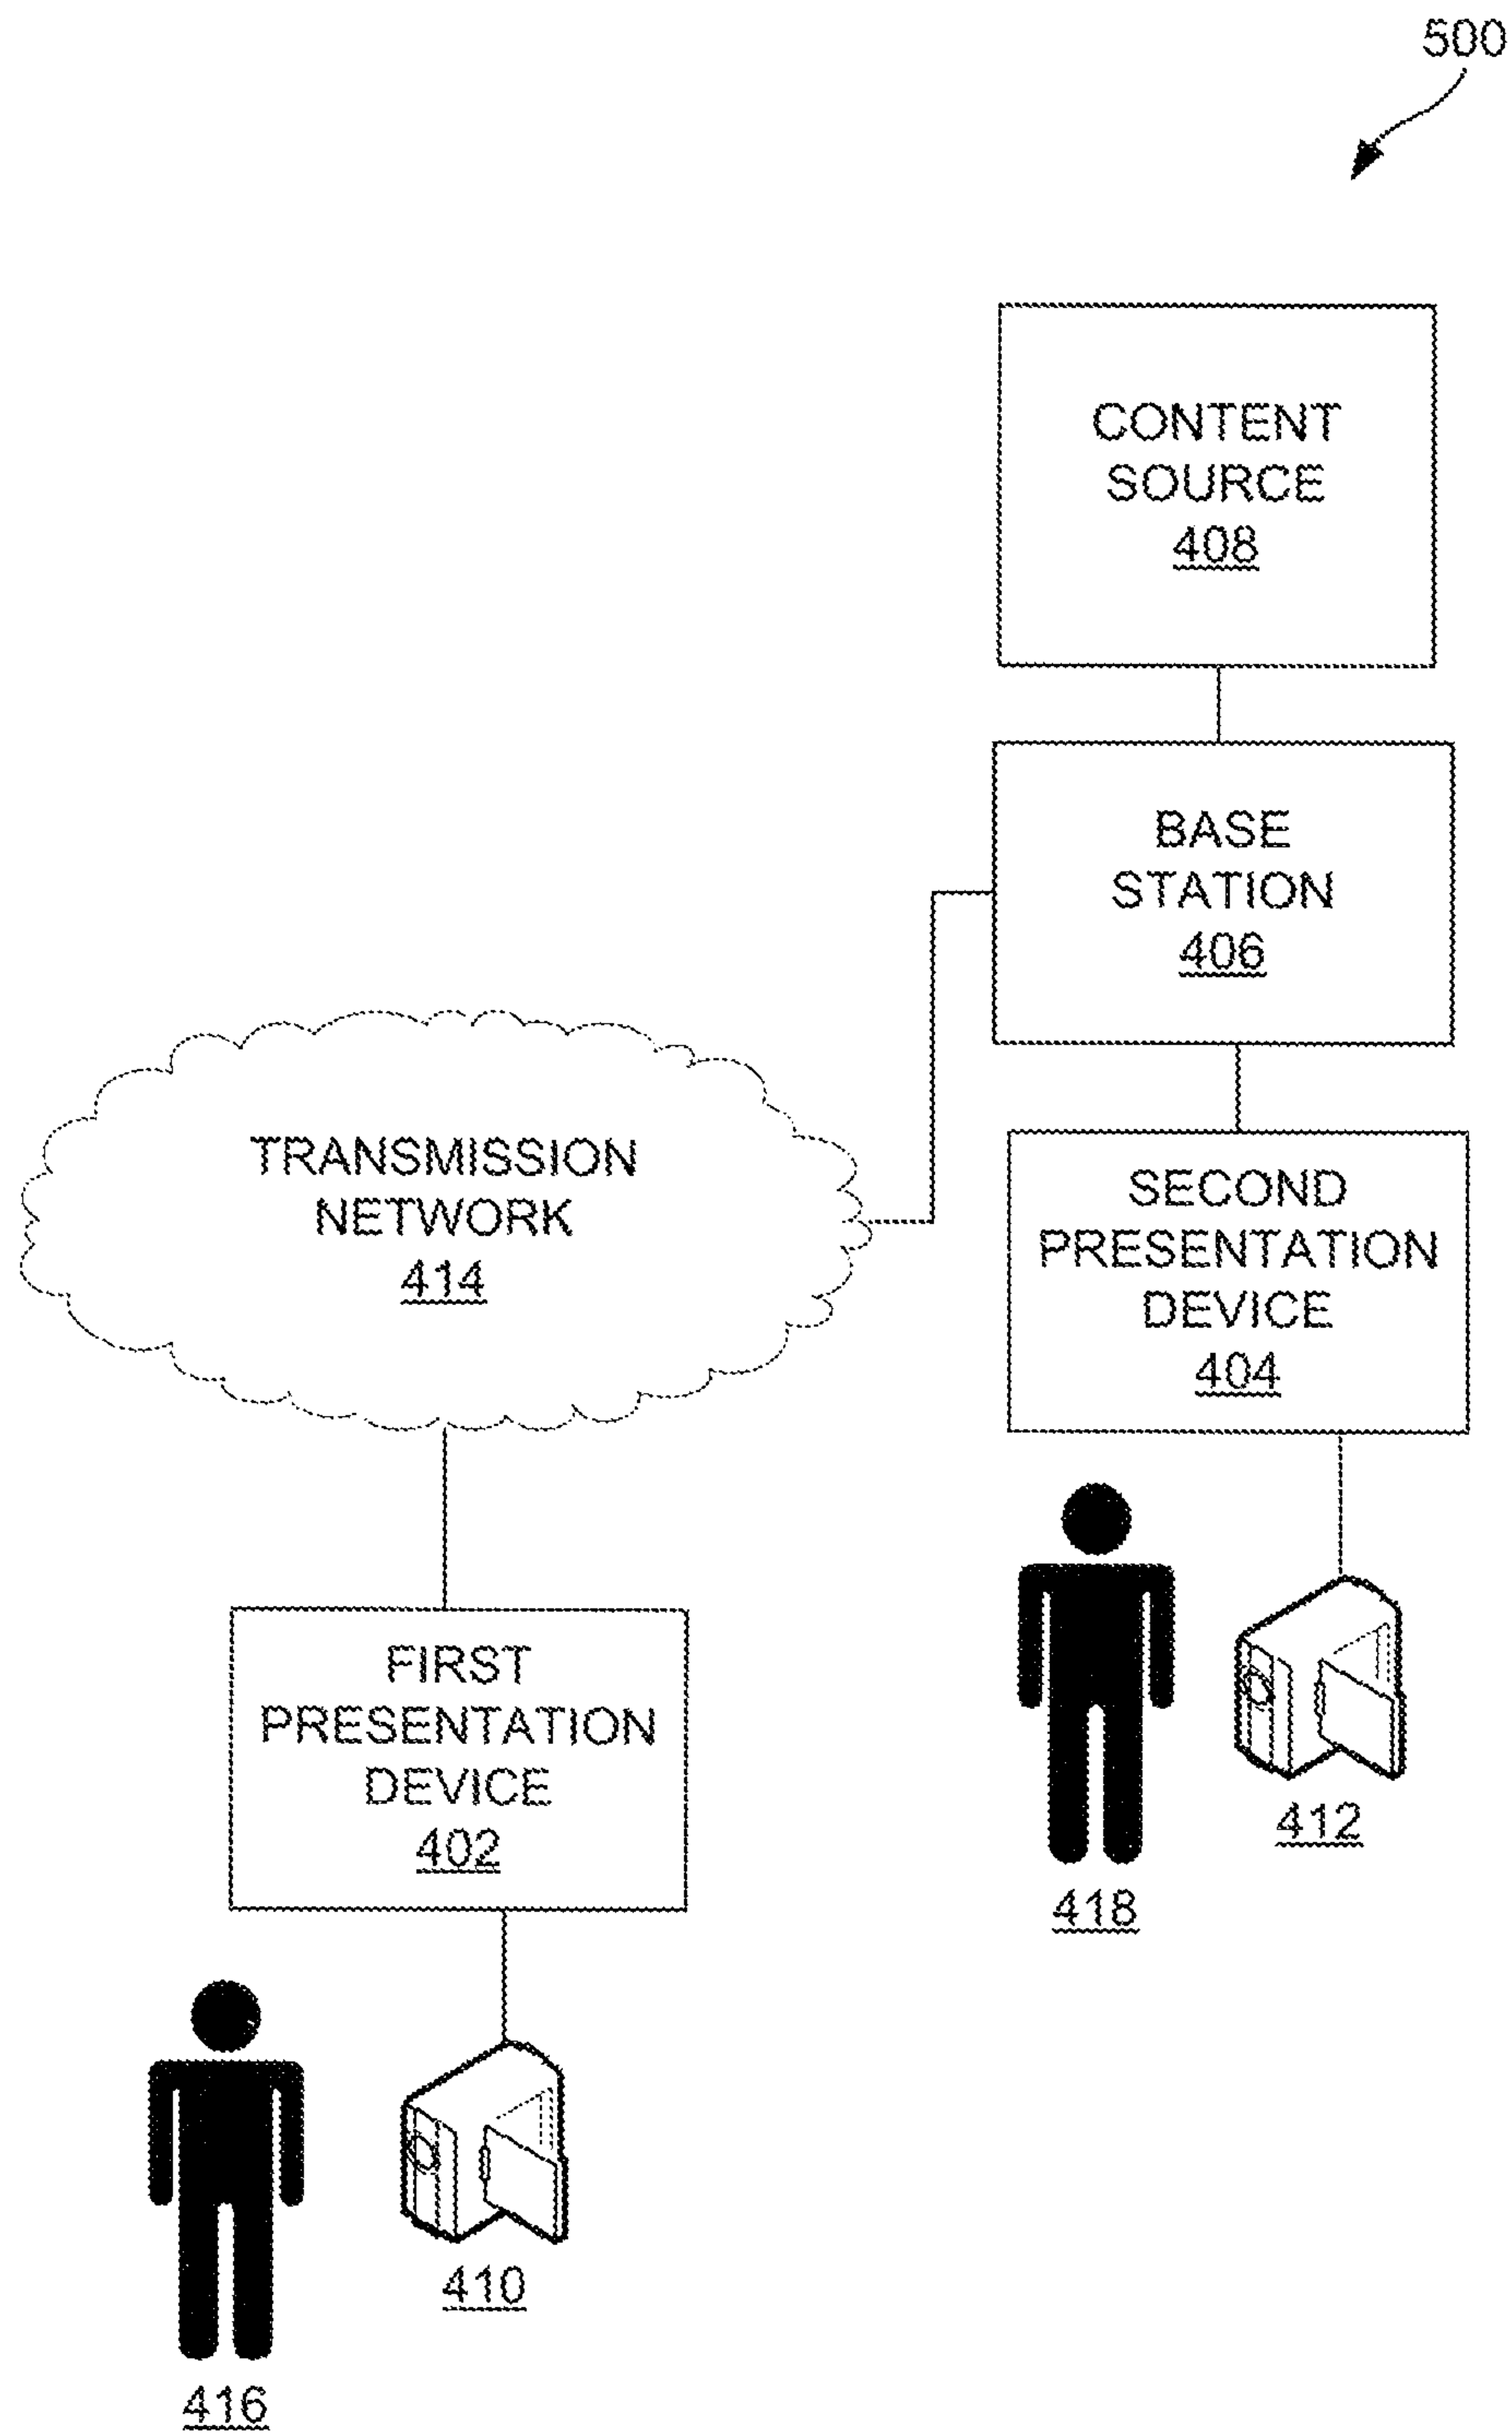 500
CONTENT
SOURCE
408
BASE
STATION
406
TRANSMISSION
NETWORK
414
SECOND
PRESENTATION
DEVICE
404
FIRST
PRESENTATION
DEVICE
402
412
418
410
416